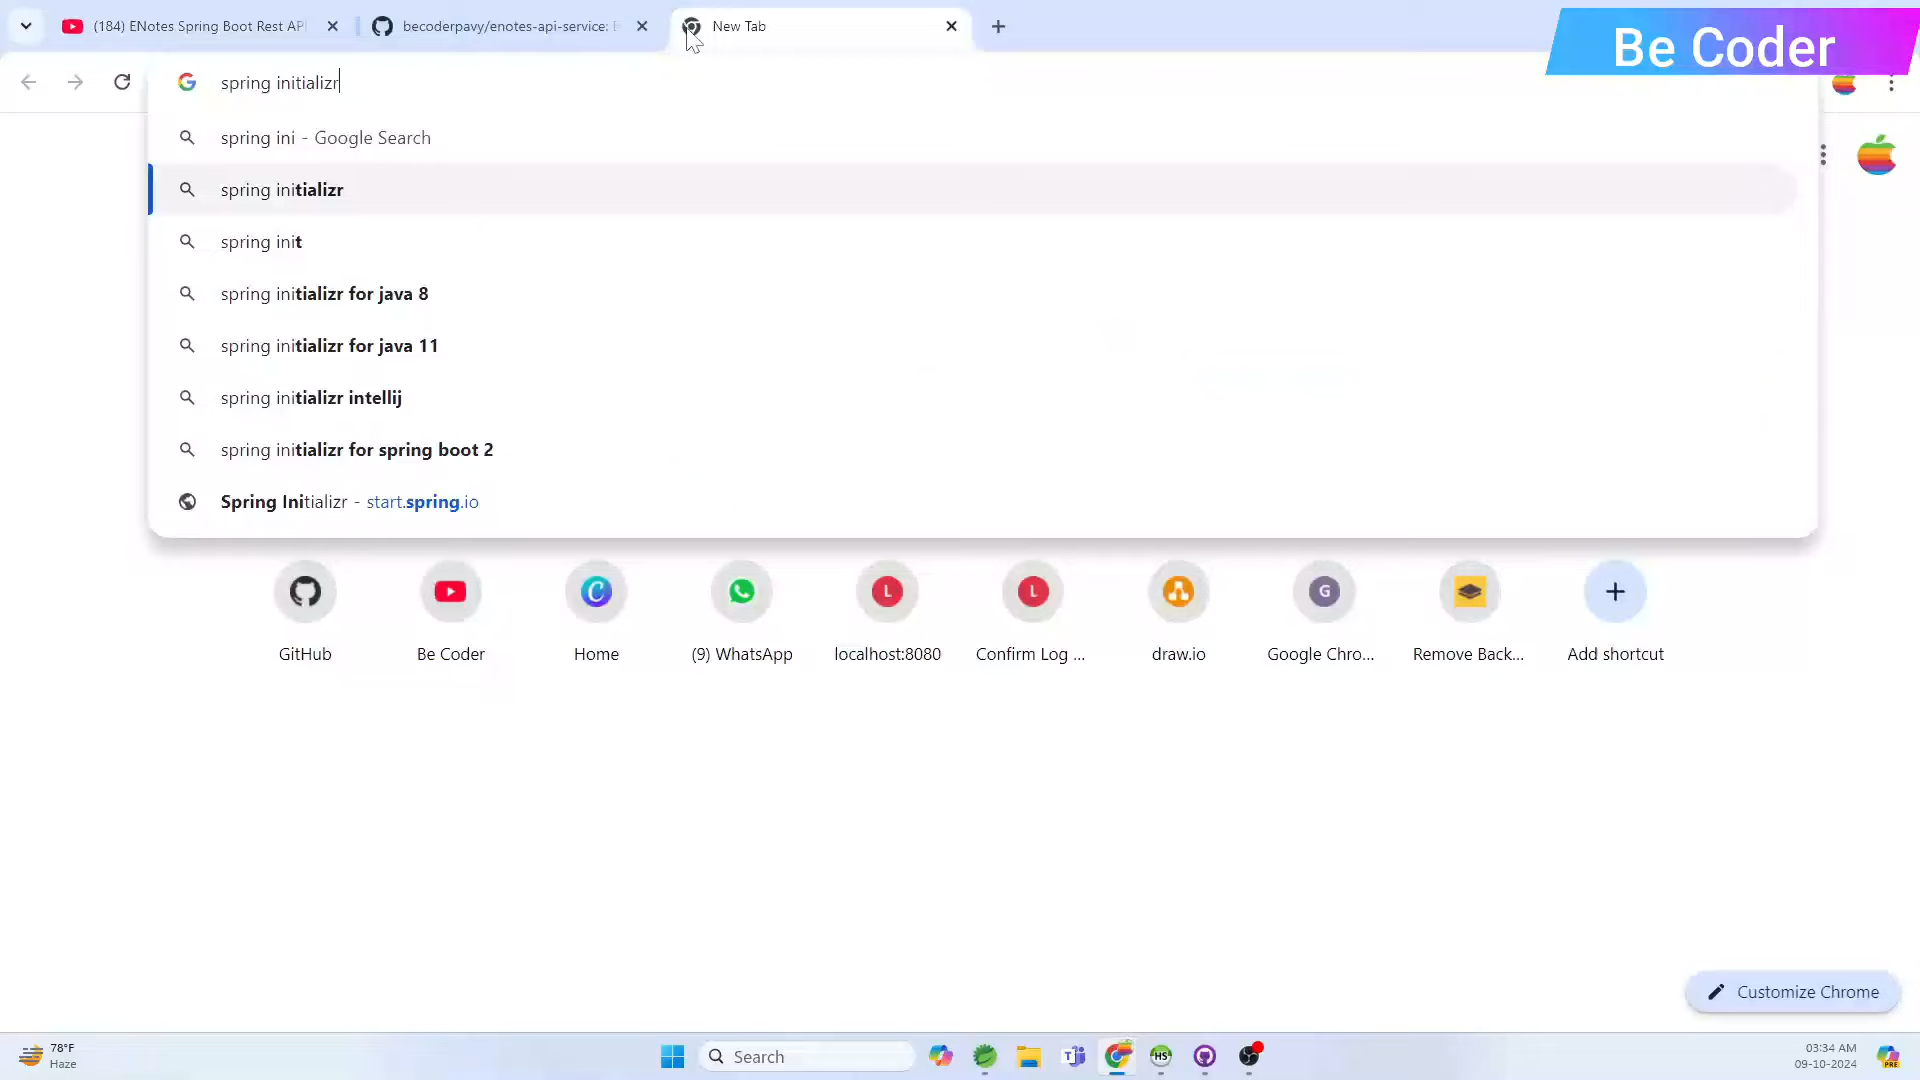 (184) ENotes Spring Boot Rest API
becoderpavy/enotes-api-service: E
New Tab
Be Coder
spring initializr
spring ini - Google Search
spring initializr
spring init
spring initializr for java 8
spring initializr for java 11
spring initializr intellij
spring initializr for spring boot 2
Spring Initializr - start.spring.io
L
L
G
GitHub
Be Coder
Home
(9) WhatsApp
localhost:8080
Confirm Log ...
draw.io
Google Chro...
Remove Back...
Add shortcut
Customize Chrome
78°F
Haze
Search
HS
03:34 AM
09-10-2024
PRE